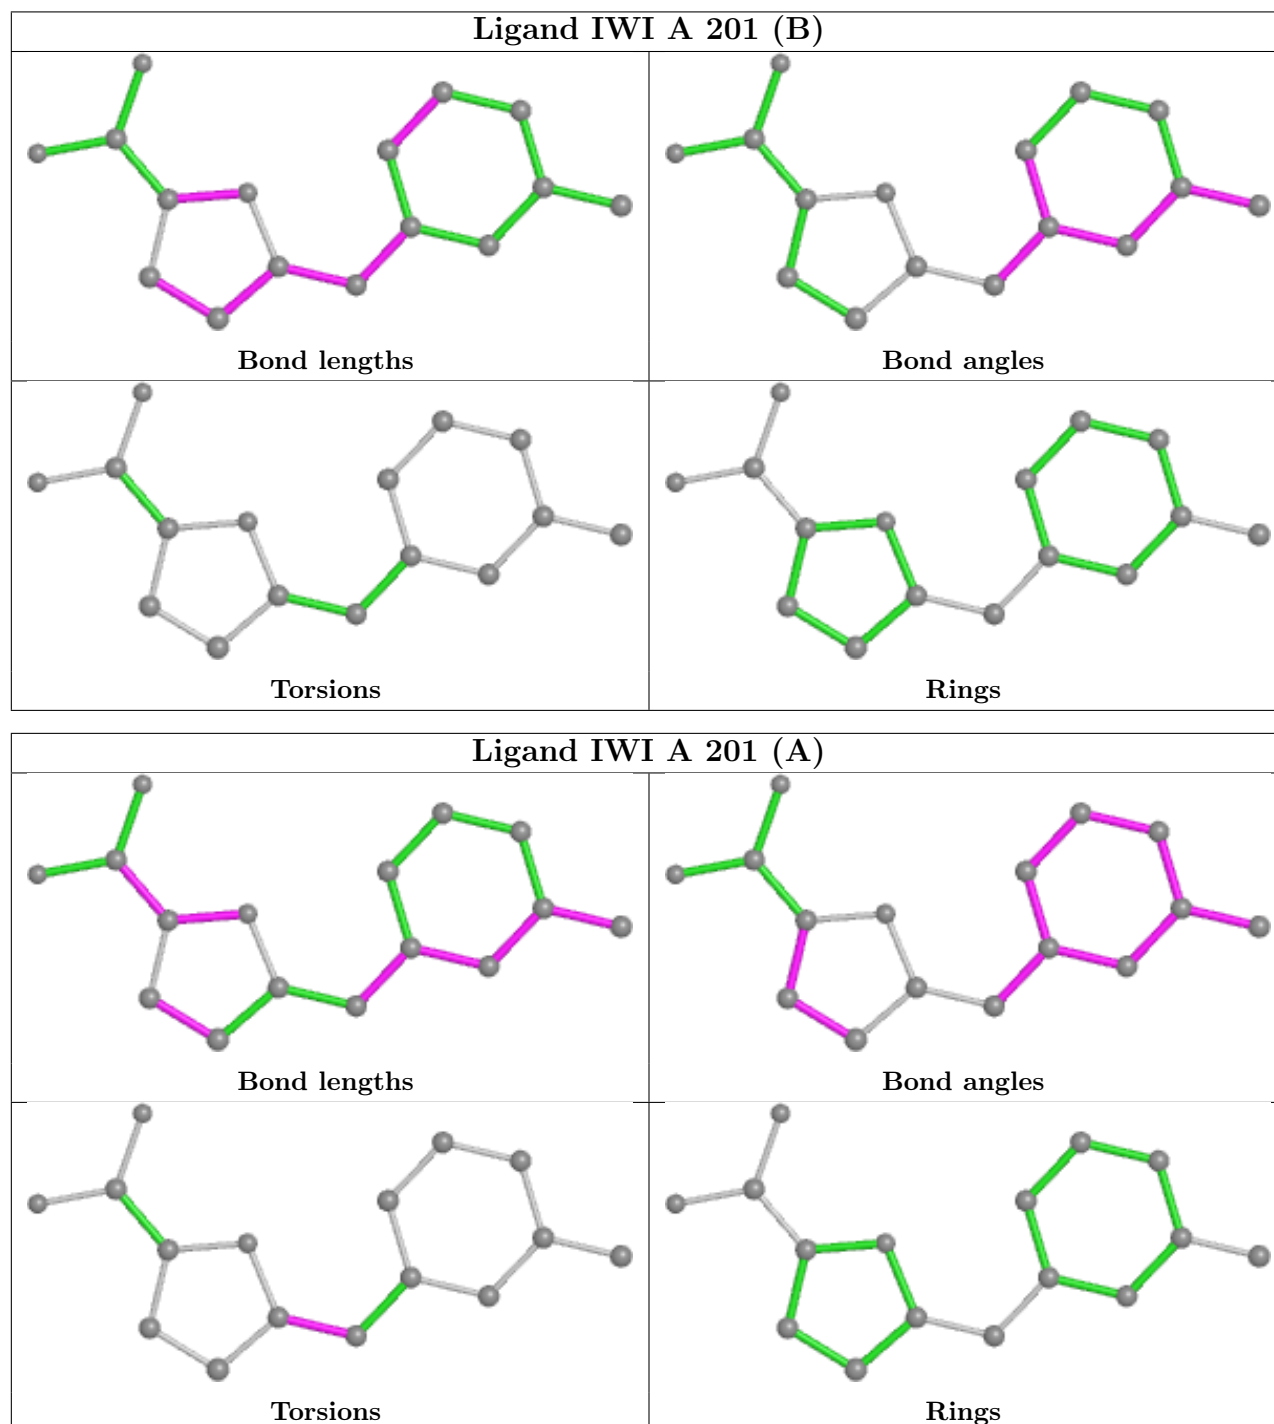 Ligand IWI A 201 (B)
Bond lengths
Bond angles
Torsions
Rings
Ligand IWI A 201 (A)
Bond lengths
Bond angles
Torsions
Rings